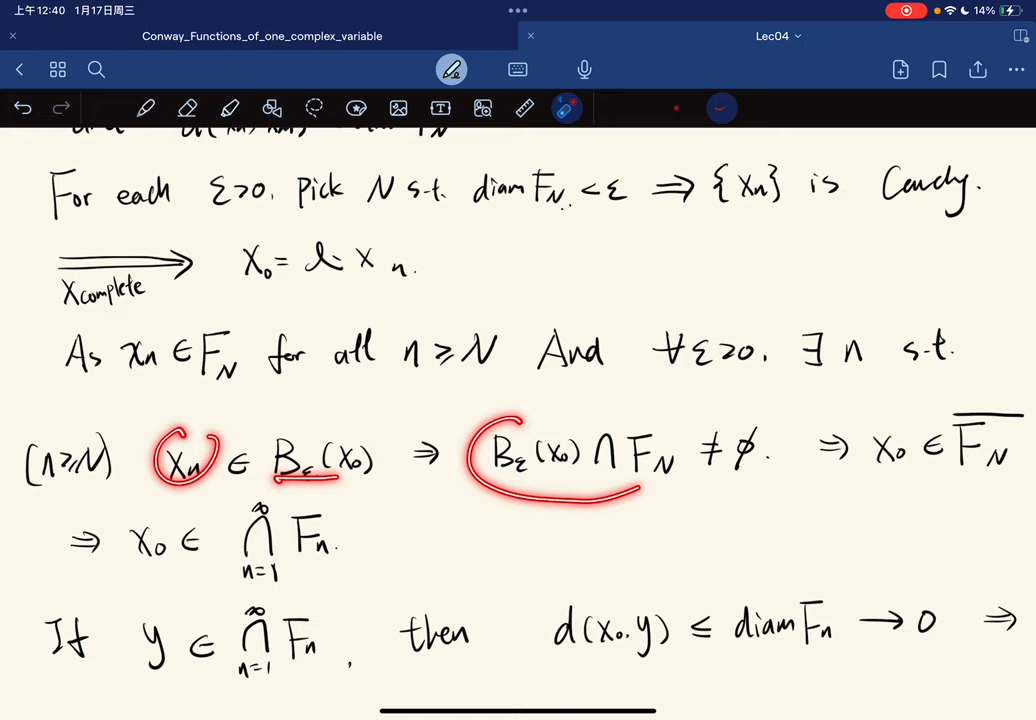 上午12:40 1月17日周三
14%
Conway_Functions_of_one_complex_variable
Lec04
For each ε>0, pick N s.t. diam F_N < ε ⇒ {x_n} is Cauchy.
⟹ X complete x_0 = lim x_n.
As x_n ∈ F_N for all n ≥ N And ∀ε>0, ∃ n s.t.
(n≥N) x_n ∈ B_ε(x_0) ⇒ B_ε(x_0) ∩ F_N ≠ ∅. ⇒ x_0 ∈ \overline{F_N}
⇒ x_0 ∈ ⋂_{n=1}^{∞} F_n.
If y ∈ ⋂_{n=1}^{∞} F_n, then d(x_0, y) ≤ diam F_n → 0 ⇒